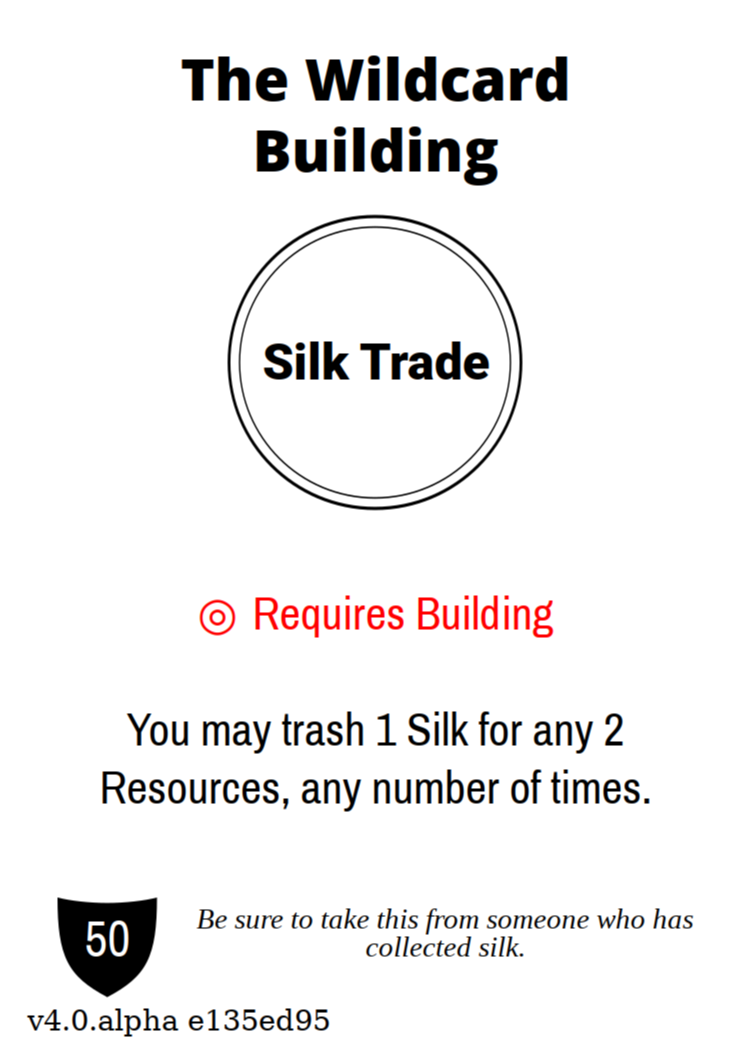 The Wildcard
Building
Silk Trade
◎ Requires Building
You may trash 1 Silk for any 2
Resources, any number of times.
50
Be sure to take this from someone who has
collected silk.
v4.0.alpha e135ed95